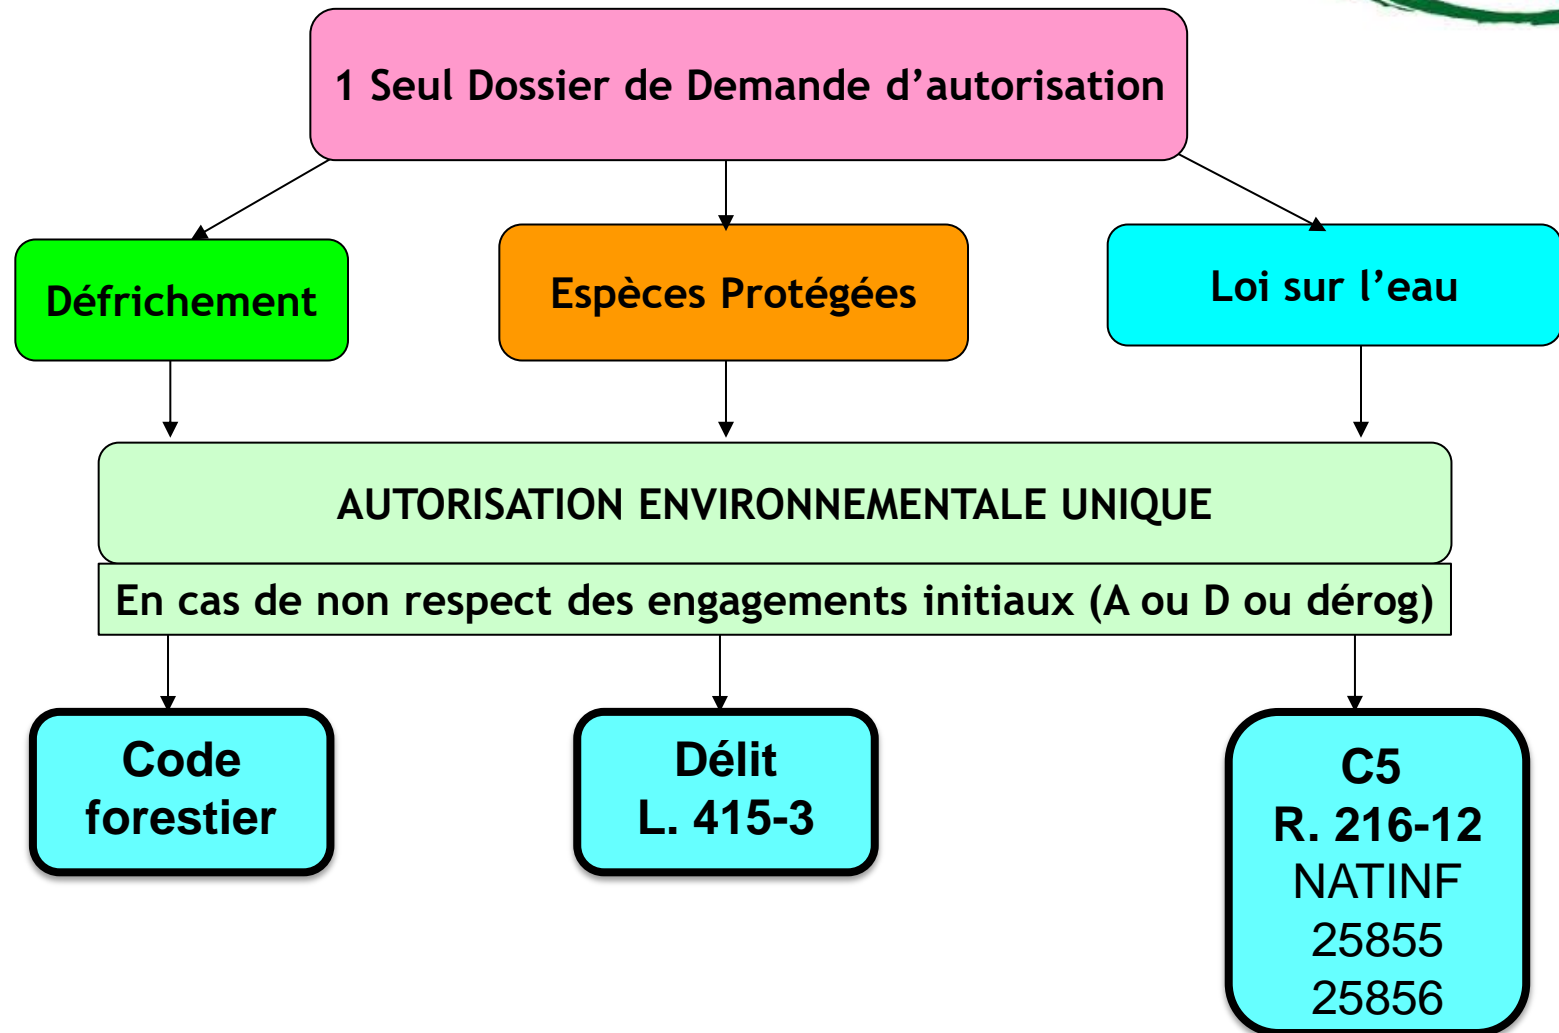 1 Seul Dossier de Demande d’autorisation
Défrichement
Espèces Protégées
Loi sur l’eau
AUTORISATION ENVIRONNEMENTALE UNIQUE
En cas de non respect des engagements initiaux (A ou D ou dérog)
Code
forestier
Délit
L. 415-3
C5
R. 216-12
NATINF
25855
25856